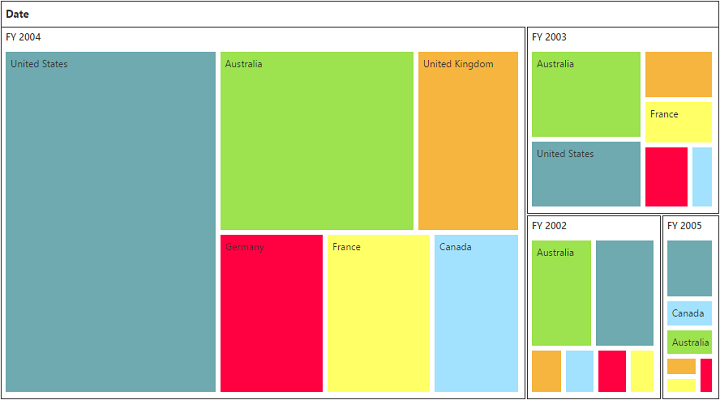 Date
FY 2004
United States
Australia
United Kingdom
Germany
France
Canada
FY 2003
Australia
France
United States
FY 2002
Australia
FY 2005
Canada
Australia